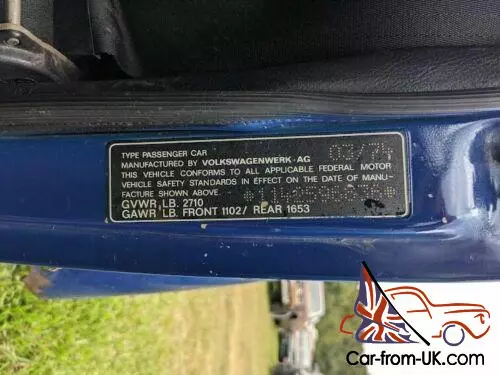 TYPE PASSENGER CAR
MANUFACTURED BY VOLKSWAGENWERK-AG
THIS VEHICLE CONFORMS TO ALL APPLICABLE FEDERAL MOTOR
VEHICLE SAFETY STANDARDS IN EFFECT ON THE DATE OF MANU-
FACTURE SHOWN ABOVE.
GVWR LB. 2710
GAWR LB. FRONT 1102/ REAR 1653
Car-from-UK.com